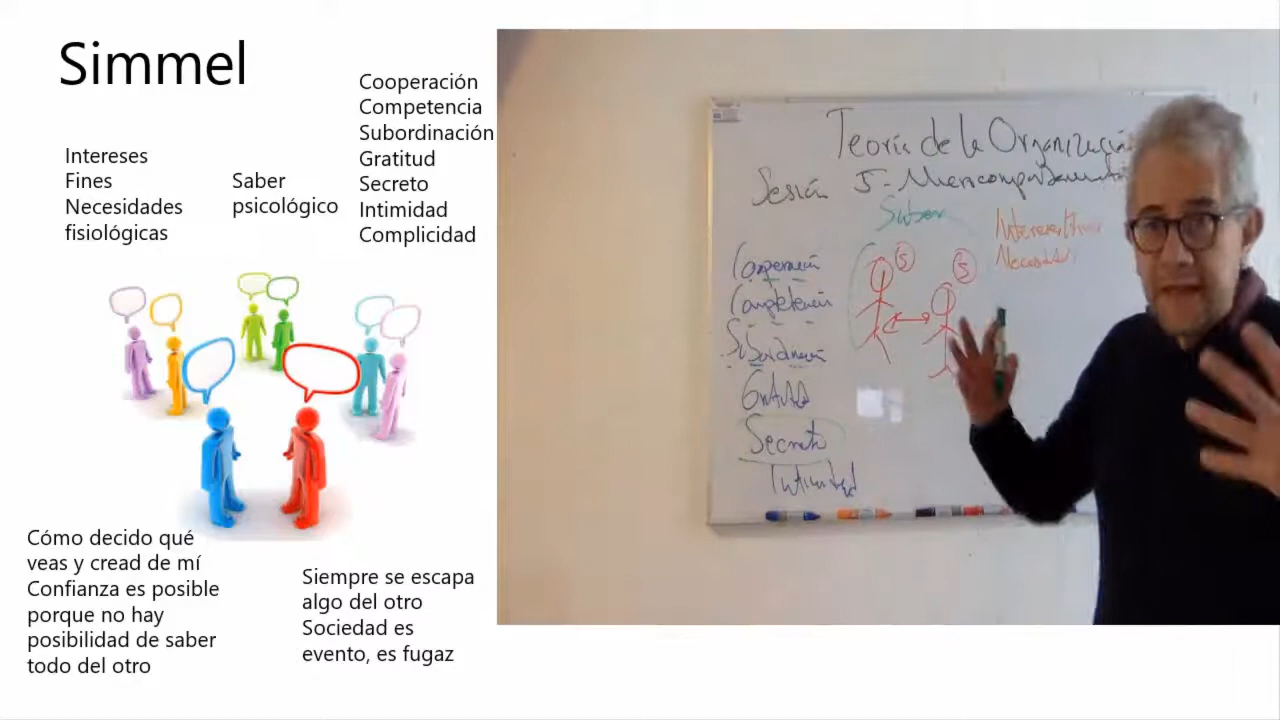 Simmel
Intereses
Fines
Necesidades
fisiológicas
Saber
psicológico
Cooperación
Competencia
Subordinación
Gratitud
Secreto
Intimidad
Complicidad
Cómo decido qué
veas y cread de mí
Confianza es posible
porque no hay
posibilidad de saber
todo del otro
Siempre se escapa
algo del otro
Sociedad es
evento, es fugaz
Teoría de la Organización
Sesión 5-
Saber
Cooperación
Competencia
Subordinación
Secreto
Intimidad
S
S